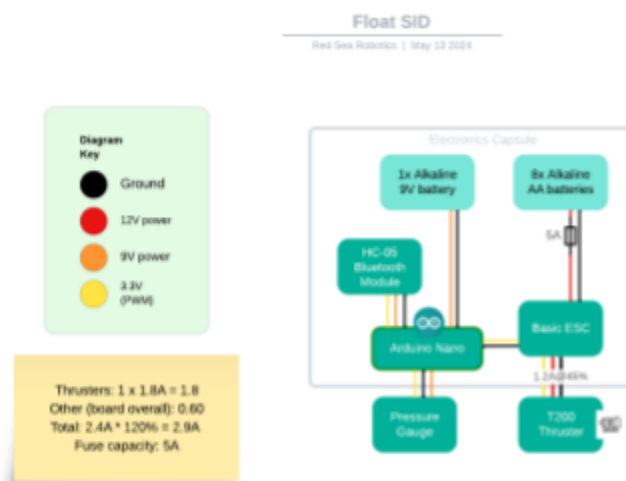 Float SID
Red Sea Robotics | May 13 2024
Diagram
Key
Ground
12V power
9V power
3.3V
(PWM)
Thrusters: 1 x 1.8A = 1.8
Other (board overall): 0.60
Total: 2.4A * 120% = 2.9A
Fuse capacity: 5A
Electronics Capsule
1x Alkaline
9V battery
8x Alkaline
AA batteries
5A
HC-05
Bluetooth
Module
Arduino Nano
Basic ESC
Pressure
Gauge
T200
Thruster